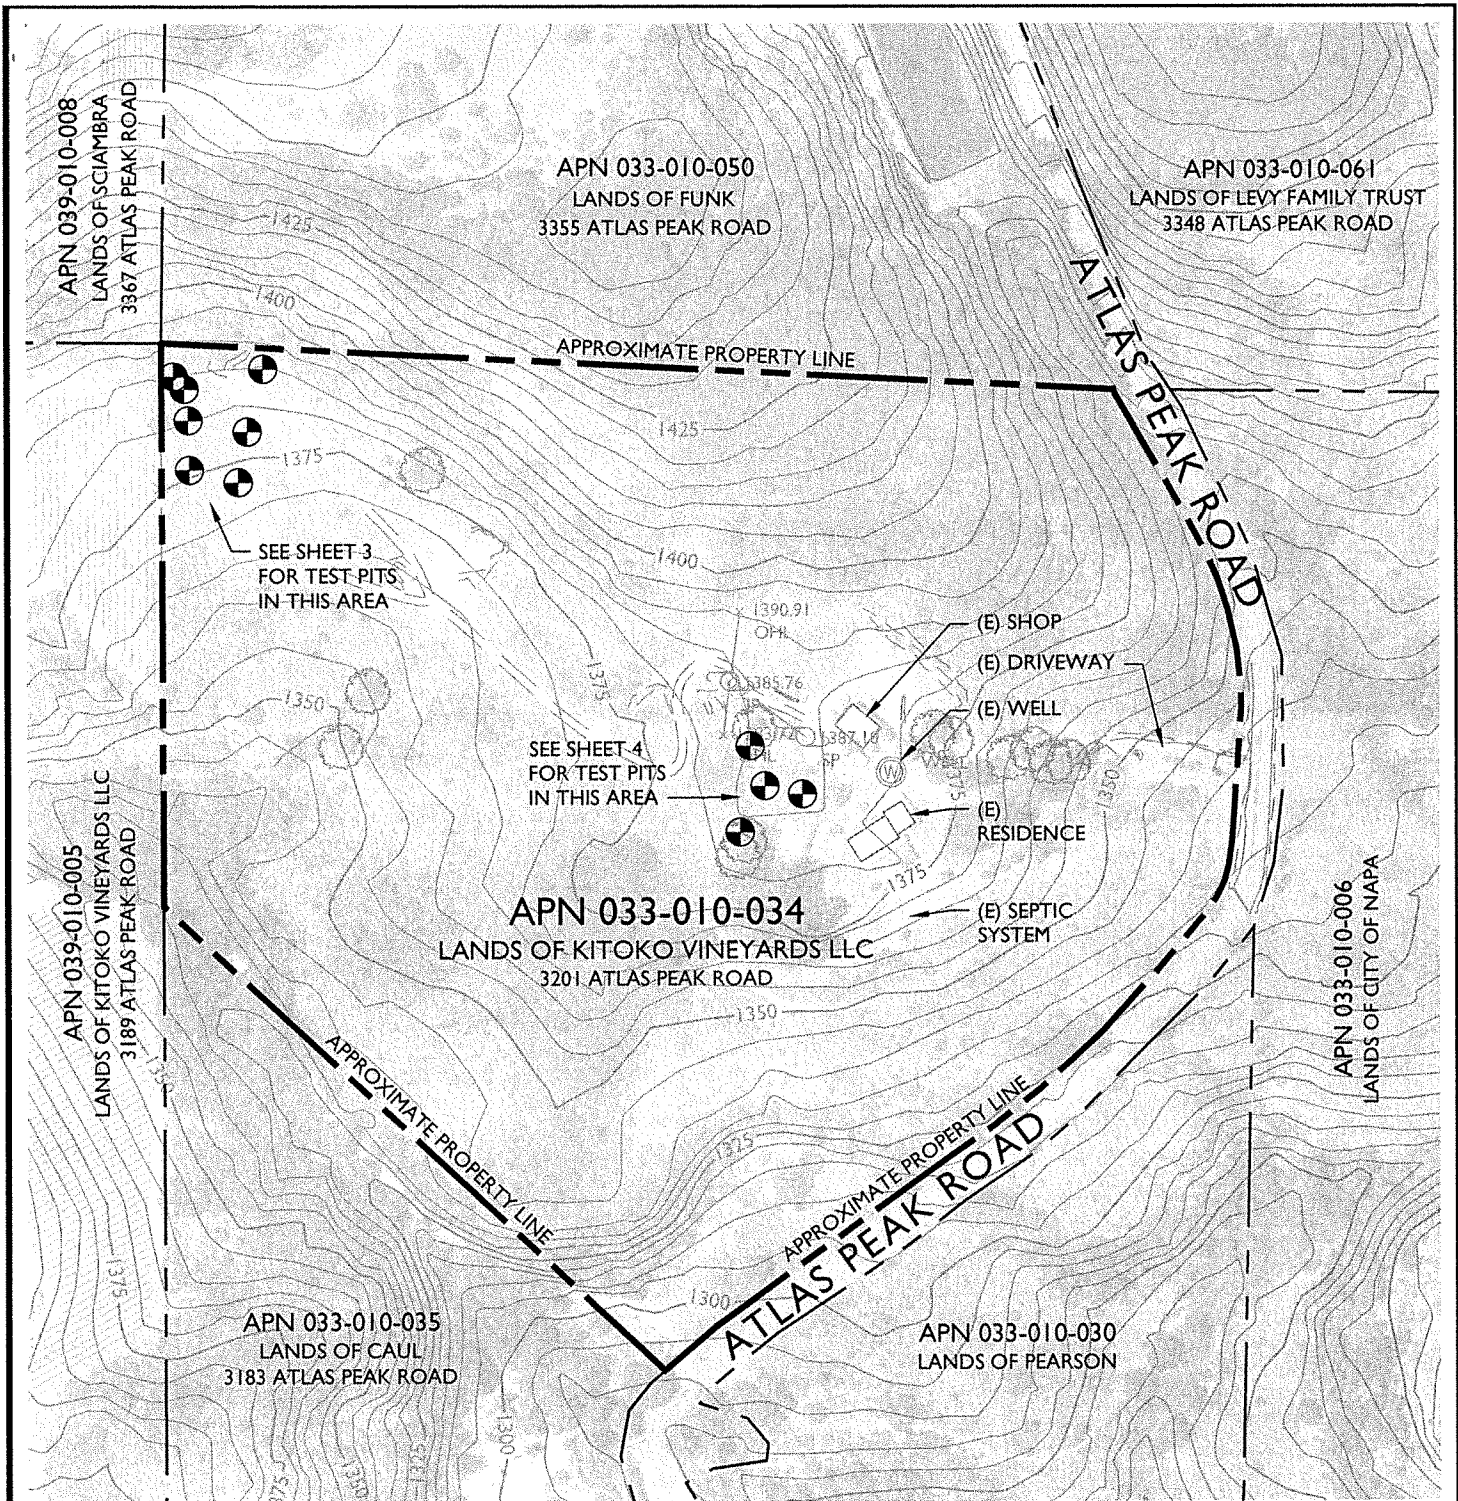 APN 039-010-008
LANDS OF SCIAMBRA
3367 ATLAS PEAK ROAD
APN 033-010-050
LANDS OF FUNK
3355 ATLAS PEAK ROAD
APN 033-010-061
LANDS OF LEVY FAMILY TRUST
3348 ATLAS PEAK ROAD
1425
1400
ATLAS PEAK ROAD
APPROXIMATE PROPERTY LINE
1425
1375
SEE SHEET 3
FOR TEST PITS
IN THIS AREA
1400
1390.91
OHL
(E) SHOP
(E) DRIVEWAY
1375
1385.76
1350
(E) WELL
SEE SHEET 4
FOR TEST PITS
IN THIS AREA
1387.18
SP
W
1375
1350
(E)
RESIDENCE
1375
APN 039-010-005
LANDS OF KITOKO VINEYARDS LLC
3189 ATLAS PEAK ROAD
APN 033-010-034
LANDS OF KITOKO VINEYARDS LLC
3201 ATLAS PEAK ROAD
(E) SEPTIC
SYSTEM
APN 033-010-006
LANDS OF CITY OF NAPA
1350
APPROXIMATE PROPERTY LINE
1325
APPROXIMATE PROPERTY LINE
ATLAS PEAK ROAD
1375
1300
APN 033-010-035
LANDS OF CAUL
3183 ATLAS PEAK ROAD
APN 033-010-030
LANDS OF PEARSON
1300
1325
1350
1375